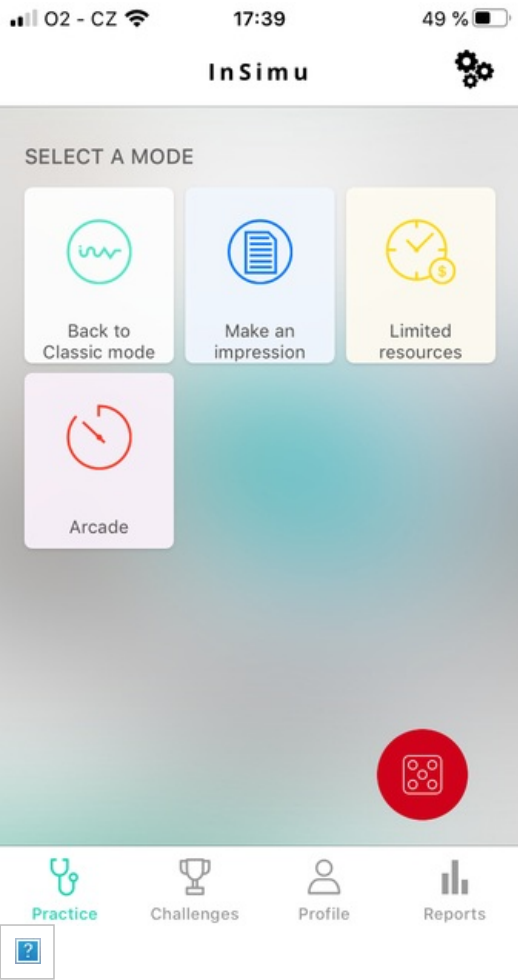 O2 - CZ 17:39 49 %
InSimu
SELECT A MODE
Back to
Classic mode
Make an
impression
$
Limited
resources
Arcade
Practice Challenges Profile Reports
?